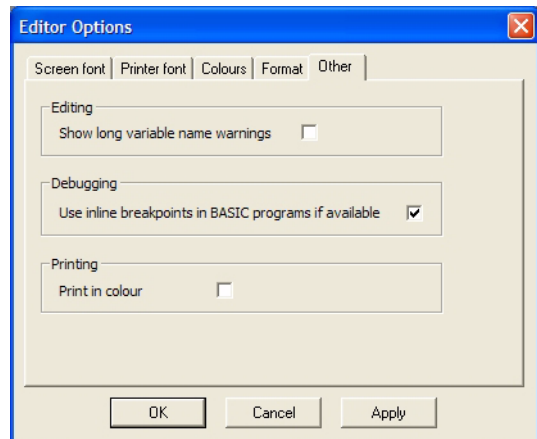 Editor Options
Screen font Printer font Colours Format Other
Editing
Show long variable name warnings
Debugging
Use inline breakpoints in BASIC programs if available
Printing
Print in colour
OK Cancel Apply